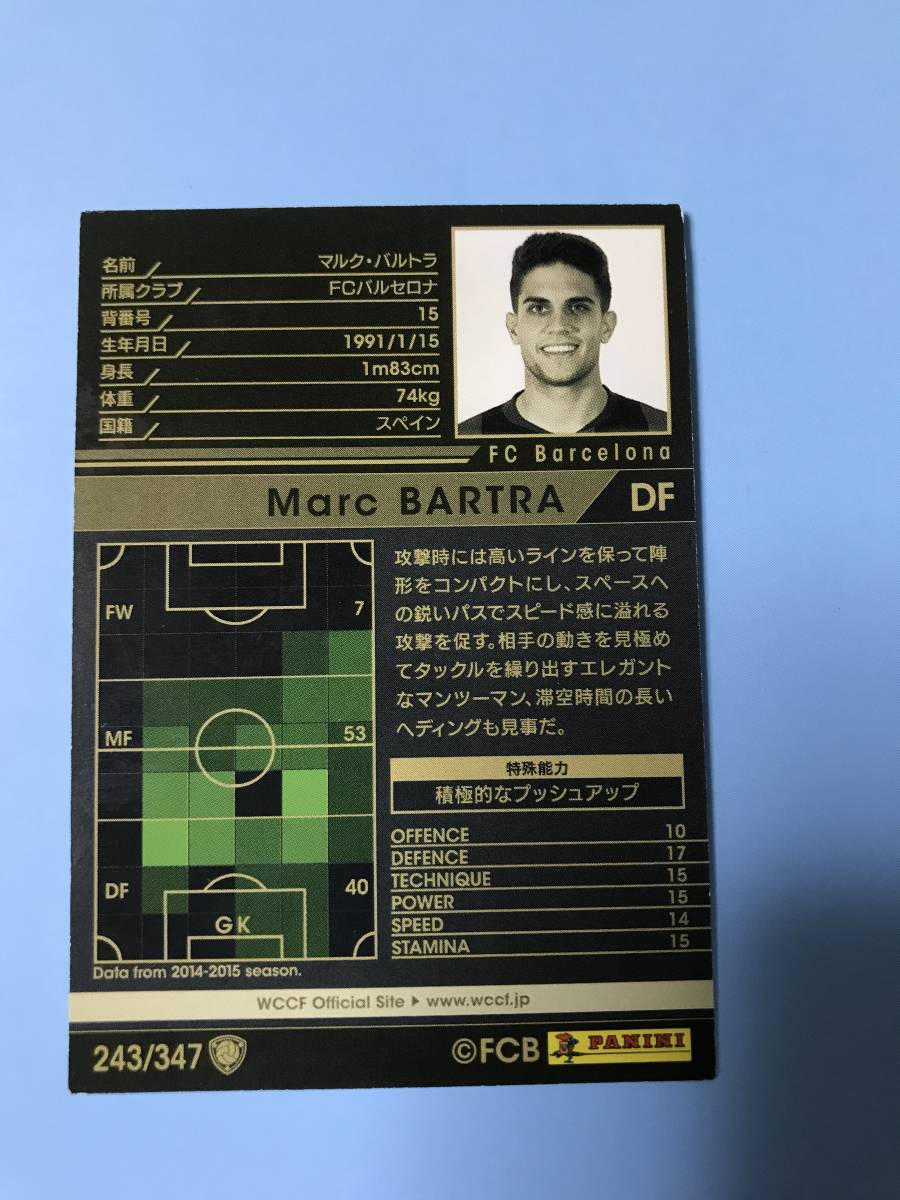 名前 マルク・バルトラ
所属クラブ FCバルセロナ
背番号 15
生年月日 1991/1/15
身長 1m83cm
体重 74kg
国籍 スペイン
FC Barcelona
Marc BARTRA DF
FW 7
MF 53
DF 40
GK
Data from 2014-2015 season.
攻撃時には高いラインを保って陣
形をコンパクトにし、スペースへ
の鋭いパスでスピード感に溢れる
攻撃を促す。相手の動きを見極め
てタックルを繰り出すエレガント
なマンツーマン、滞空時間の長い
ヘディングも見事だ。
特殊能力
積極的なプッシュアップ
OFFENCE 10
DEFENCE 17
TECHNIQUE 15
POWER 15
SPEED 14
STAMINA 15
WCCF Official Site ▶ www.wccf.jp
243/347
©FCB PANINI